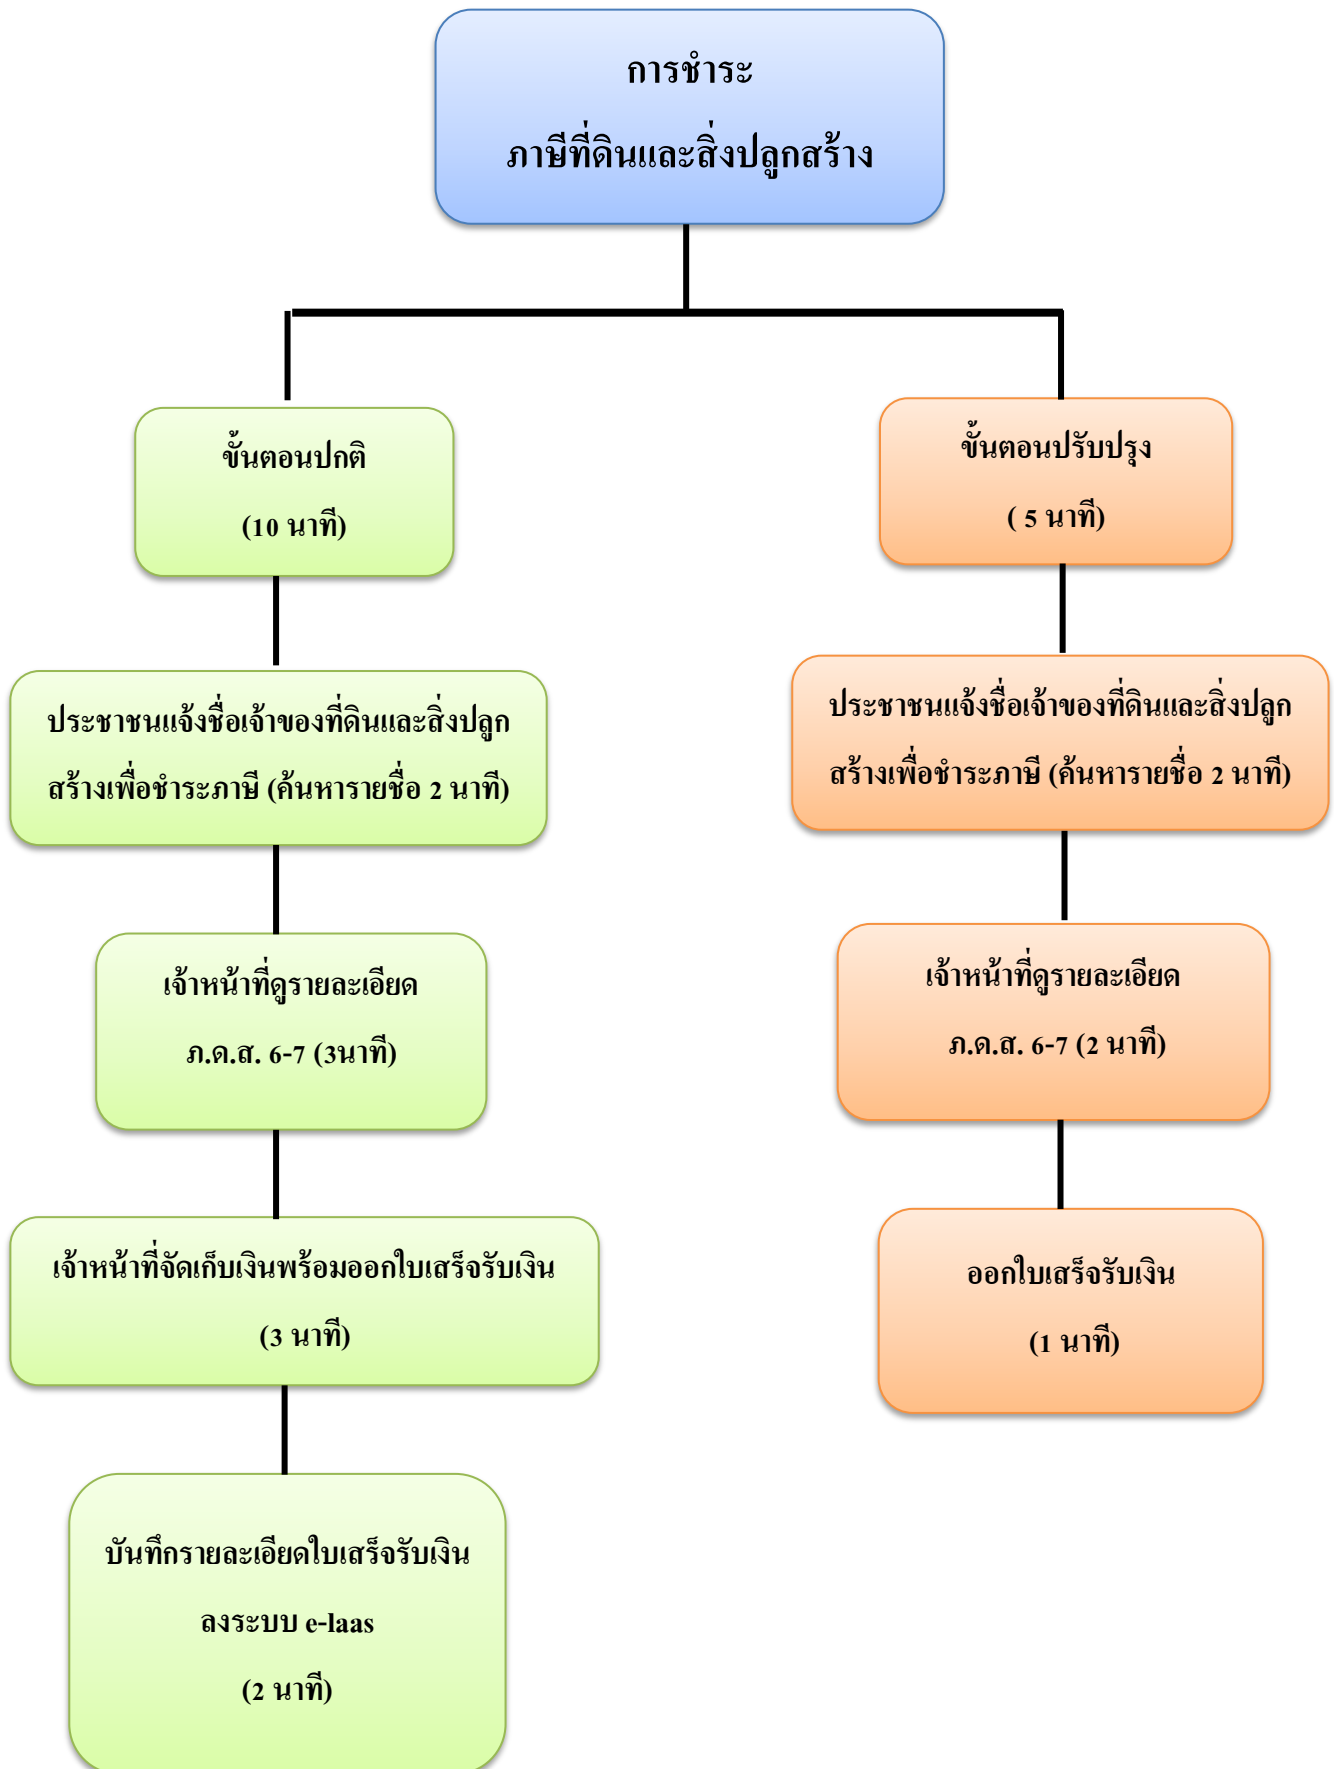 การชำระ
ภาษีที่ดินและสิ่งปลูกสร้าง
ขั้นตอนปกติ
(10 นาที)
ประชาชนแจ้งชื่อเจ้าของที่ดินและสิ่งปลูก
สร้างเพื่อชำระภาษี (ค้นหารายชื่อ 2 นาที)
เจ้าหน้าที่ดูรายละเอียด
ภ.ด.ส. 6-7 (3นาที)
เจ้าหน้าที่จัดเก็บเงินพร้อมออกใบเสร็จรับเงิน
(3 นาที)
บันทึกรายละเอียดใบเสร็จรับเงิน
ลงระบบ e-laas
(2 นาที)
ขั้นตอนปรับปรุง
( 5 นาที)
ประชาชนแจ้งชื่อเจ้าของที่ดินและสิ่งปลูก
สร้างเพื่อชำระภาษี (ค้นหารายชื่อ 2 นาที)
เจ้าหน้าที่ดูรายละเอียด
ภ.ด.ส. 6-7 (2 นาที)
ออกใบเสร็จรับเงิน
(1 นาที)